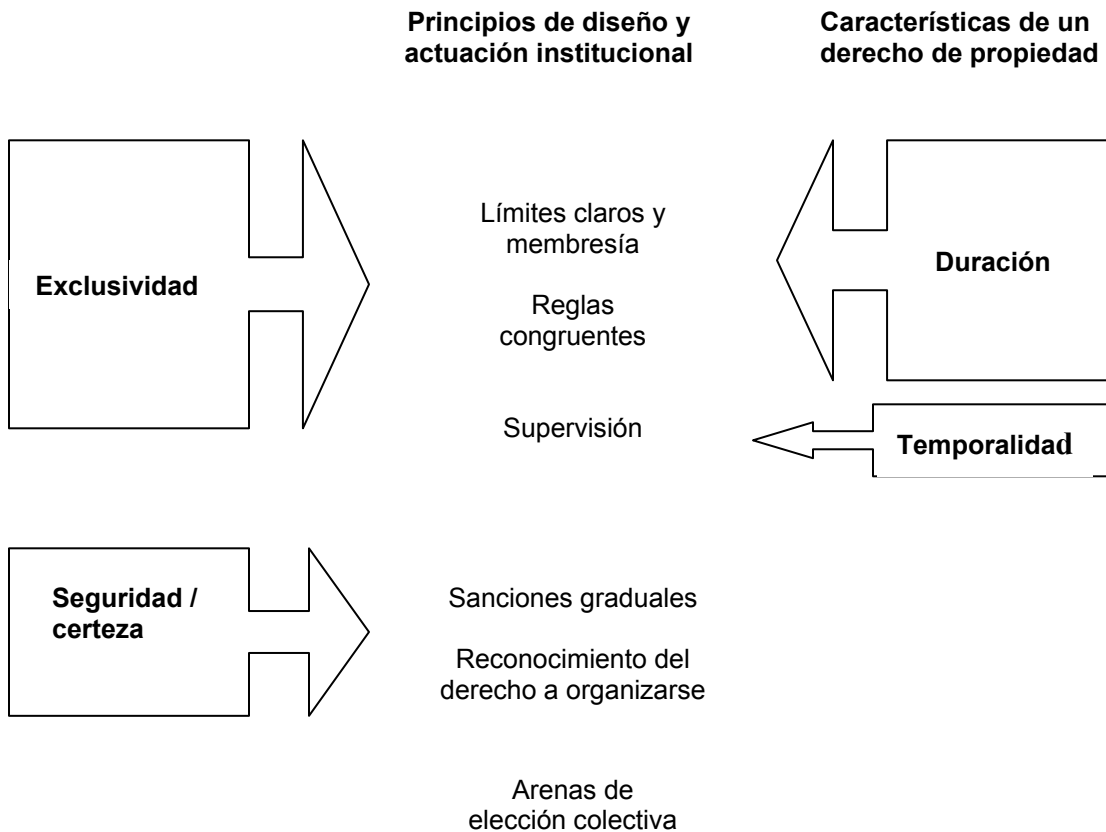 Principios de diseño y
actuación institucional
Características de un
derecho de propiedad
Límites claros y
membresía
Exclusividad
Duración
Reglas
congruentes
Supervisión
Temporalidad
Seguridad /
certeza
Sanciones graduales
Reconocimiento del
derecho a organizarse
Arenas de
elección colectiva